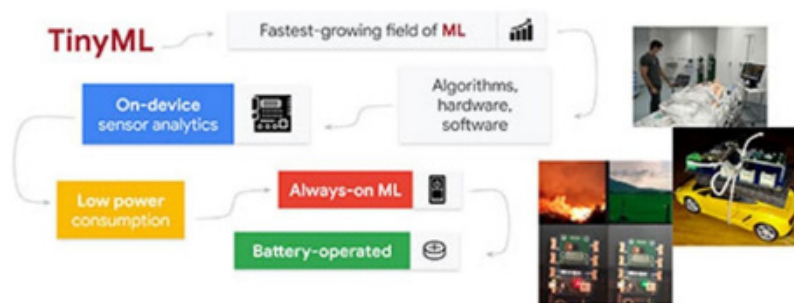 TinyML
Fastest-growing field of ML
Algorithms,
hardware,
software
On-device
sensor analytics
Low power
consumption
Always-on ML
Battery-operated